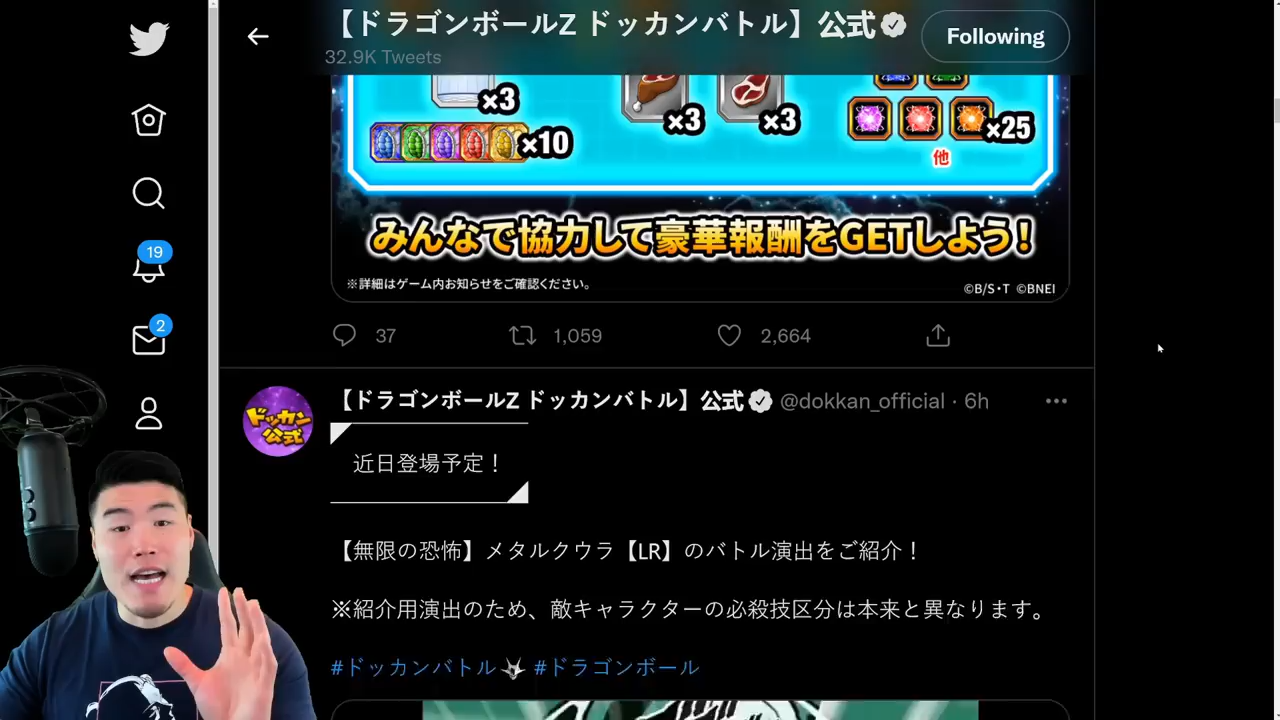 【ドラゴンボールZ ドッカンバトル】公式
32.9K Tweets
Following
×3
×3
×3
×10
×25
他
みんなで協力して豪華報酬をGETしよう!
※詳細はゲーム内お知らせをご確認ください。
©B/S・T ©BNEI
19
2
37
1,059
2,664
ドッカン公式
【ドラゴンボールZ ドッカンバトル】公式 @dokkan_official · 6h
近日登場予定!
【無限の恐怖】メタルクウラ【LR】のバトル演出をご紹介!
※紹介用演出のため、敵キャラクターの必殺技区分は本来と異なります。
#ドッカンバトル #ドラゴンボール